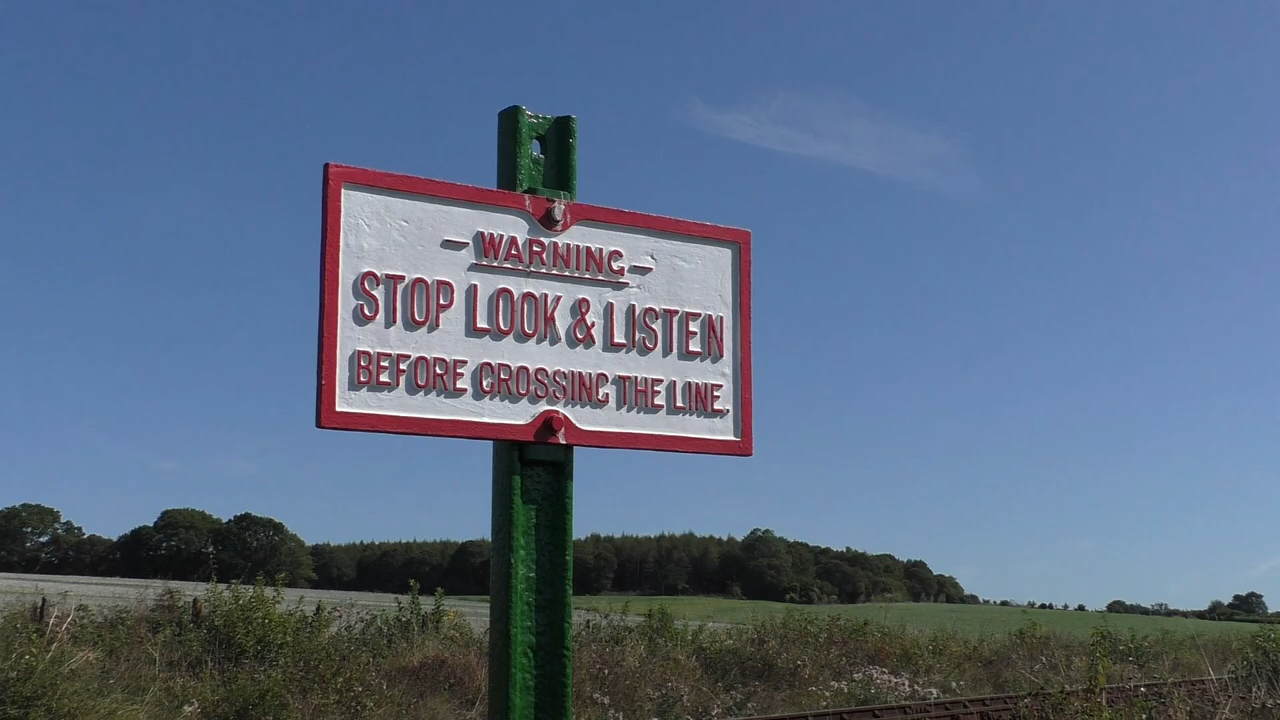 - WARNING -
STOP LOOK & LISTEN
BEFORE CROSSING THE LINE.